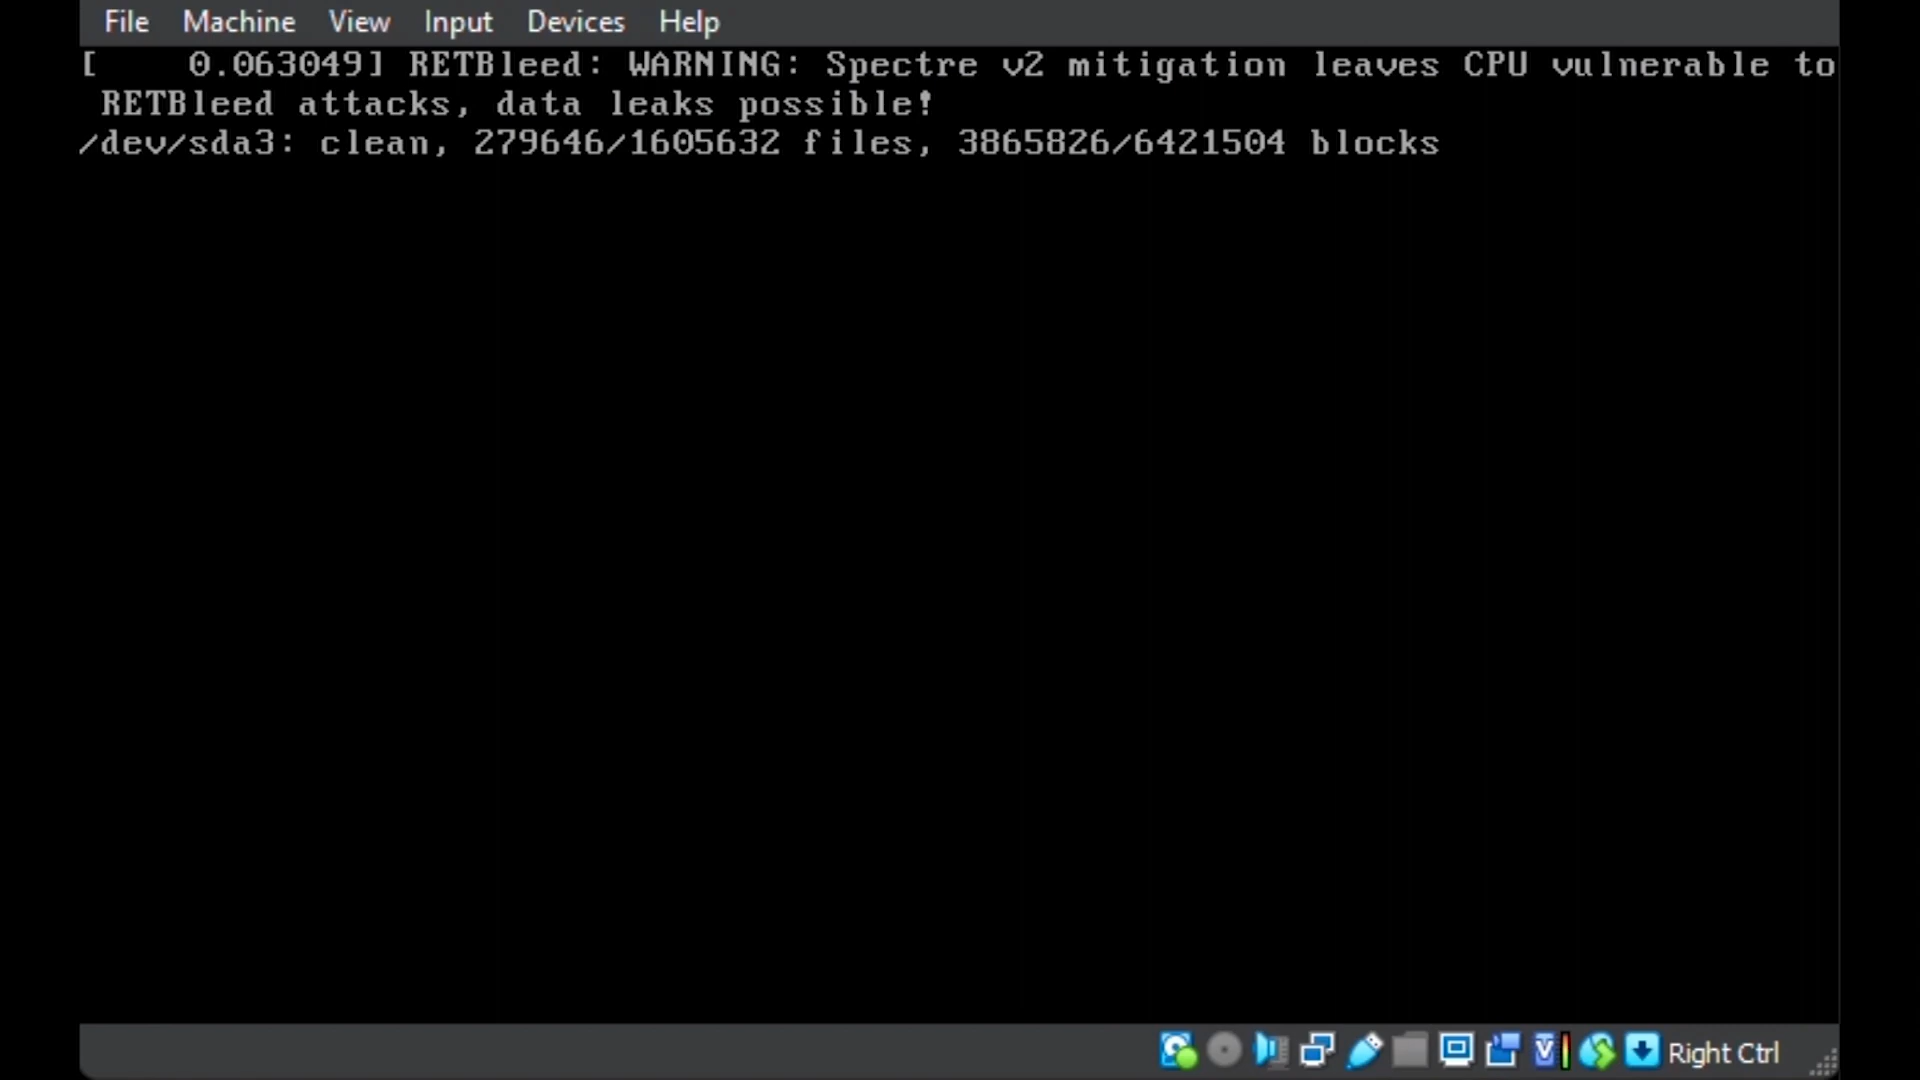 File Machine View Input Devices Help
[    0.063049] RETBleed: WARNING: Spectre v2 mitigation leaves CPU vulnerable to
 RETBleed attacks, data leaks possible!
/dev/sda3: clean, 279646/1605632 files, 3865826/6421504 blocks
Right Ctrl